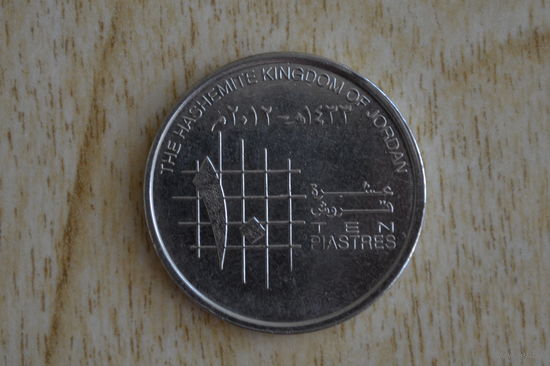 THE HASHEMITE KINGDOM OF JORDAN
١٤٣٣هـ - ٢٠١٢م
عشرة
قروش
TEN
PIASTRES